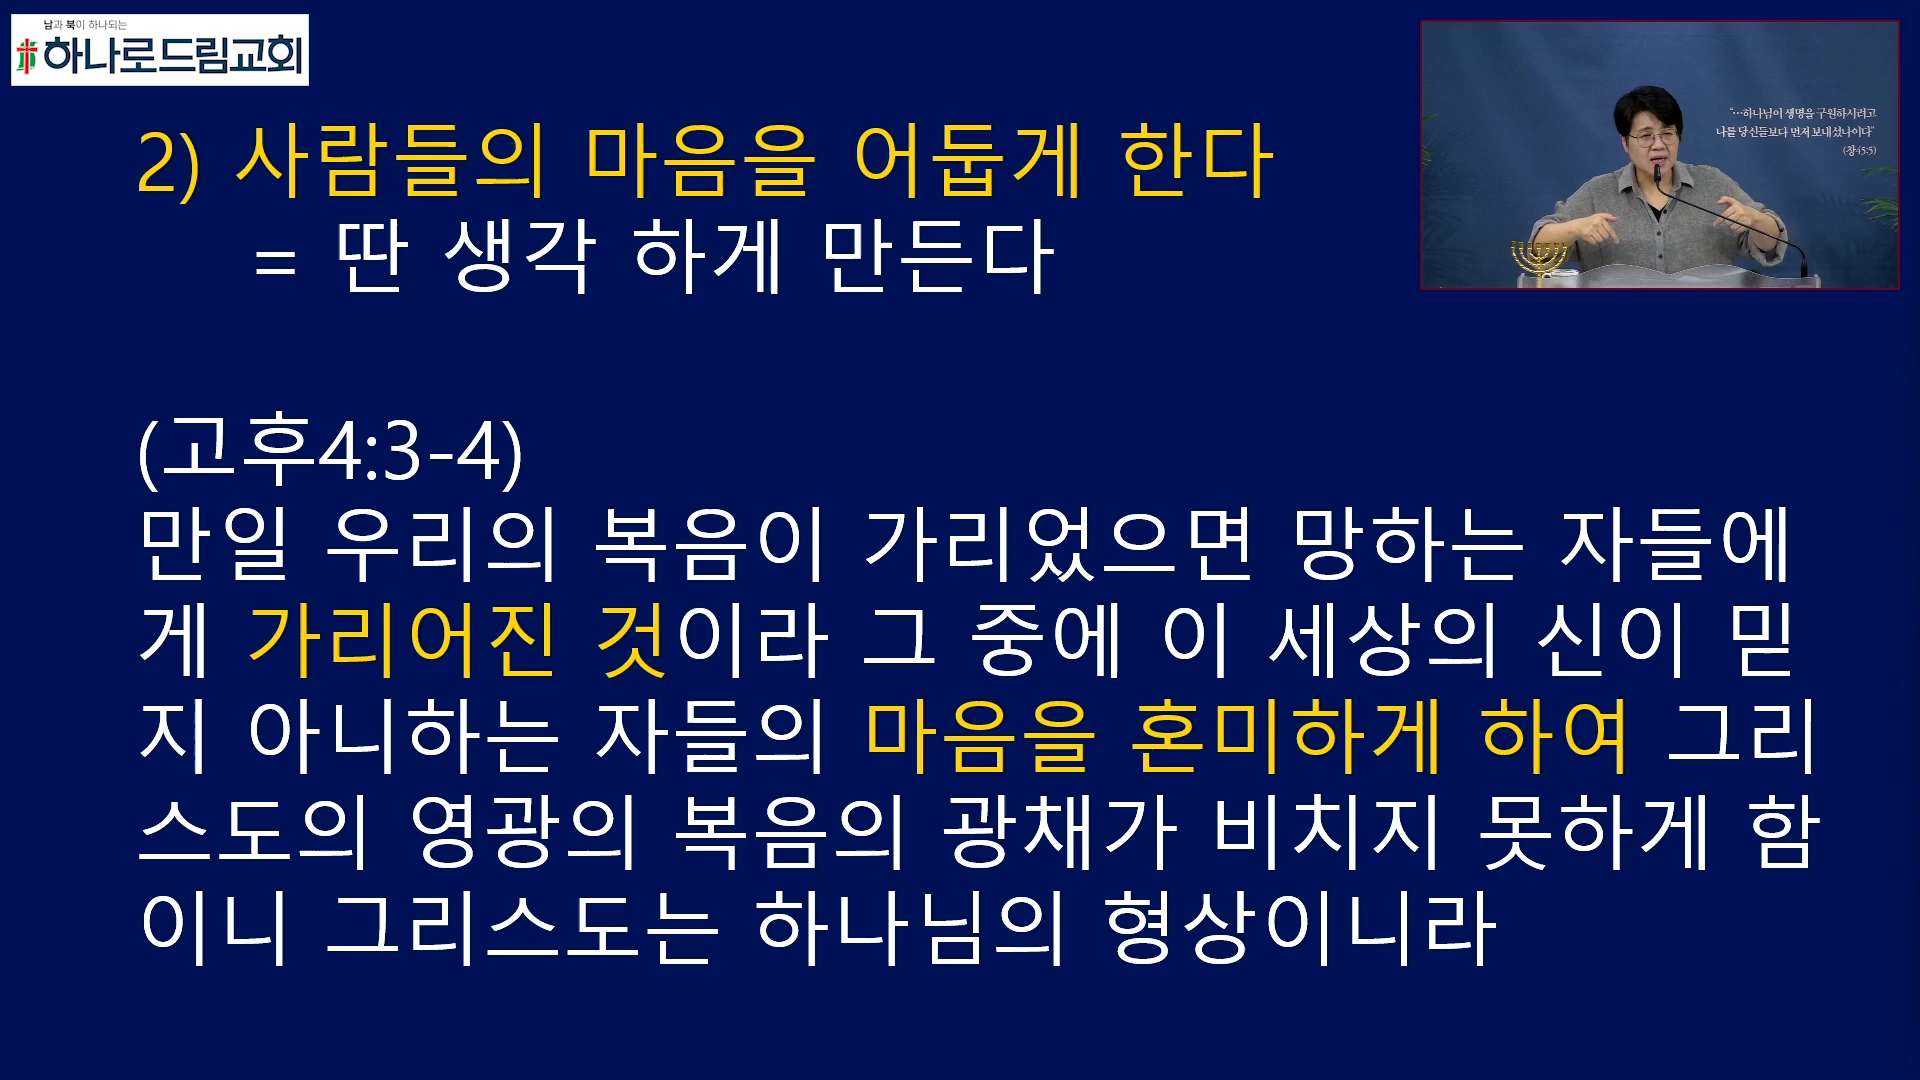 남과 북이 하나되는
하나로드림교회
2) 사람들의 마음을 어둡게 한다
= 딴 생각 하게 만든다
"…하나님이 생명을 구원하시려고
나를 당신들보다 먼저 보내셨나이다"
(창45:5)
(고후4:3-4)
만일 우리의 복음이 가리었으면 망하는 자들에
게 가리어진 것이라 그 중에 이 세상의 신이 믿
지 아니하는 자들의 마음을 혼미하게 하여 그리
스도의 영광의 복음의 광채가 비치지 못하게 함
이니 그리스도는 하나님의 형상이니라